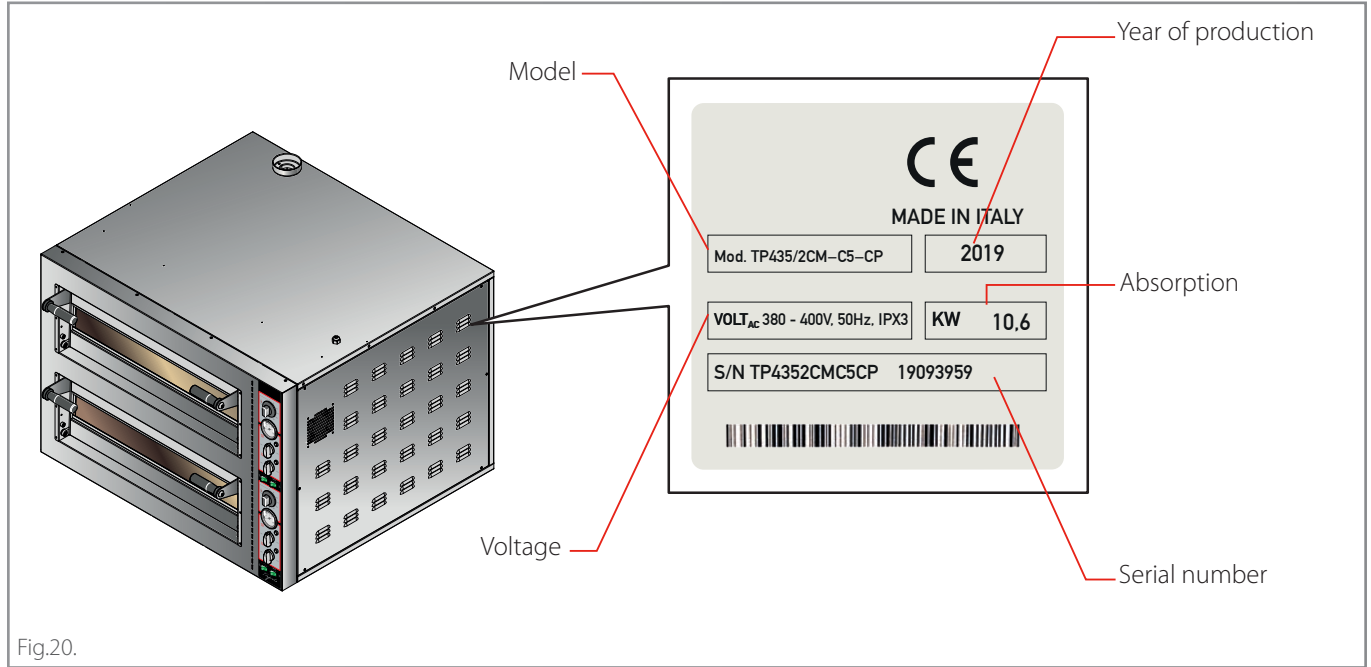 Year of production
Model
CE
MADE IN ITALY
Mod. TP435/2CM–C5–CP
2019
Absorption
VOLTAC 380 - 400V, 50Hz, IPX3
KW 10,6
S/N TP4352CMC5CP 19093959
Voltage
Serial number
Fig.20.